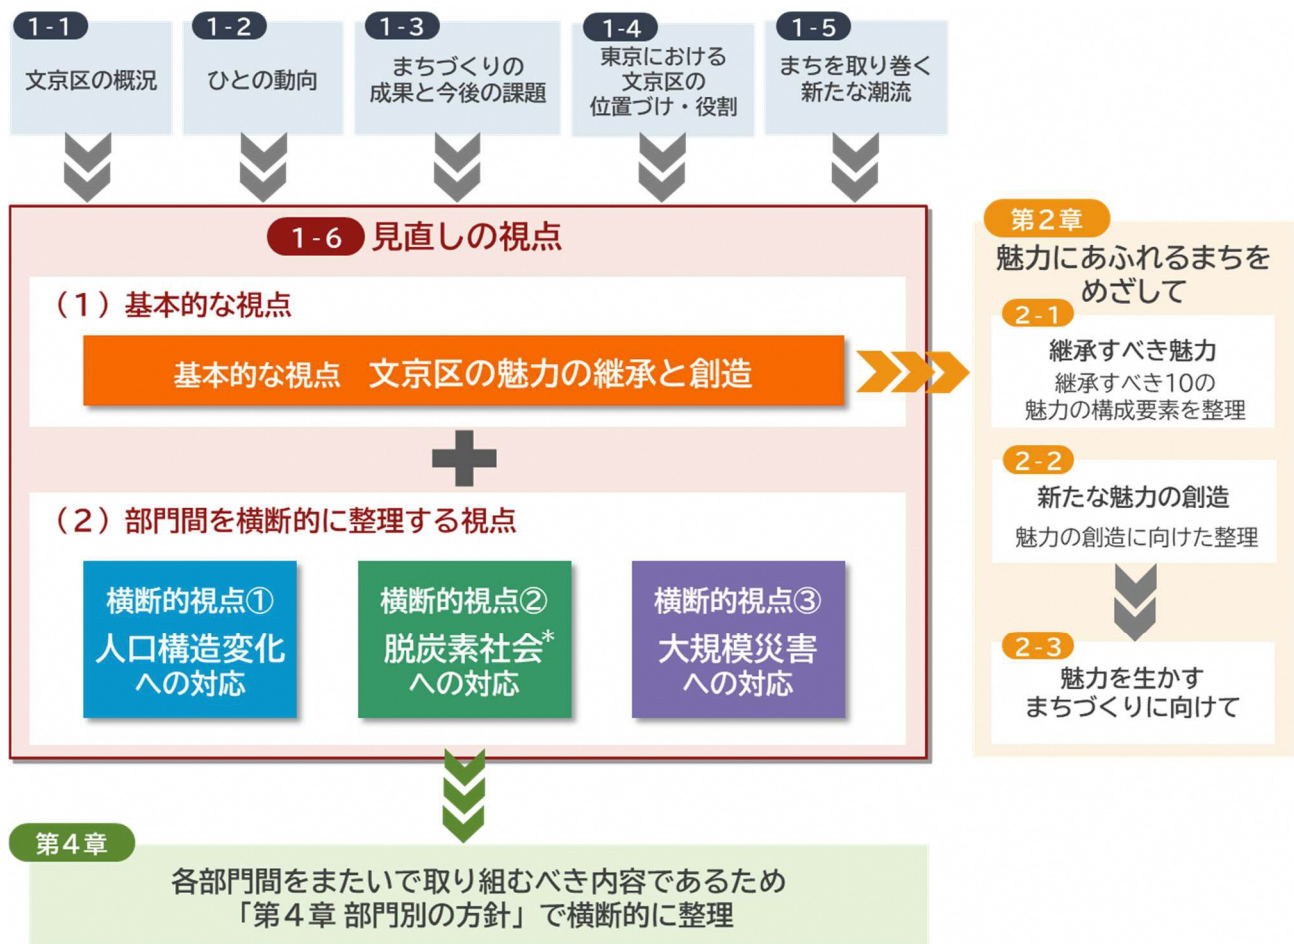 1-1
文京区の概況
1-2
ひとの動向
1-3
まちづくりの
成果と今後の課題
1-4
東京における
文京区の
位置づけ・役割
1-5
まちを取り巻く
新たな潮流
1-6 見直しの視点
（1）基本的な視点
基本的な視点 文京区の魅力の継承と創造
（2）部門間を横断的に整理する視点
横断的視点①
人口構造変化
への対応
横断的視点②
脱炭素社会*
への対応
横断的視点③
大規模災害
への対応
第2章
魅力にあふれるまちを
めざして
2-1
継承すべき魅力
継承すべき10の
魅力の構成要素を整理
2-2
新たな魅力の創造
魅力の創造に向けた整理
2-3
魅力を生かす
まちづくりに向けて
第4章
各部門間をまたいで取り組むべき内容であるため
「第4章 部門別の方針」で横断的に整理